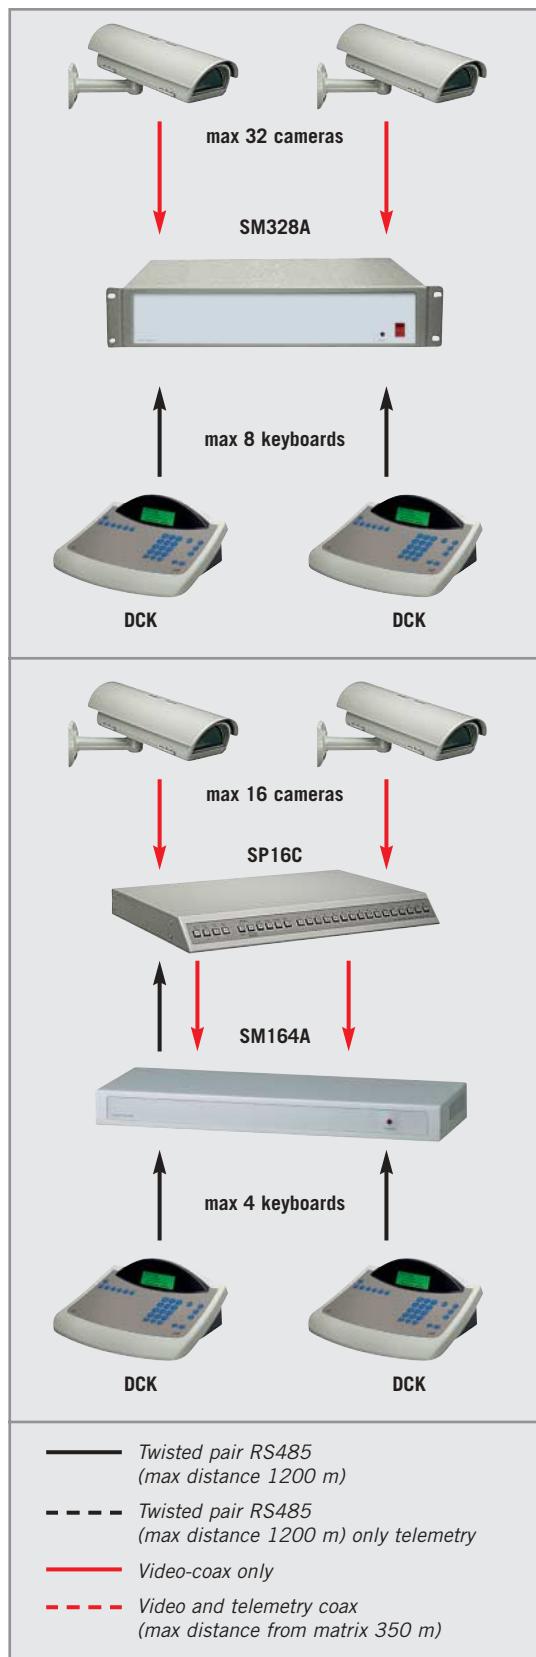 max 32 cameras
SM328A
max 8 keyboards
DCK DCK
max 16 cameras
SP16C
SM164A
max 4 keyboards
DCK DCK
Twisted pair RS485
(max distance 1200 m)
Twisted pair RS485
(max distance 1200 m) only telemetry
Video-coax only
Video and telemetry coax
(max distance from matrix 350 m)